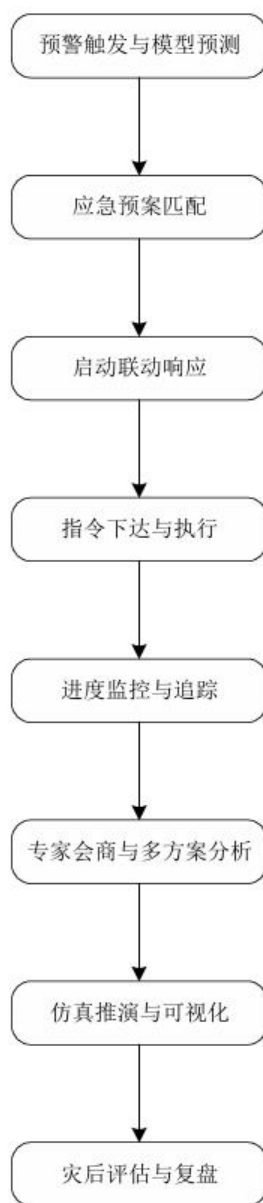 预警触发与模型预测
应急预案匹配
启动联动响应
指令下达与执行
进度监控与追踪
专家会商与多方案分析
仿真推演与可视化
灾后评估与复盘